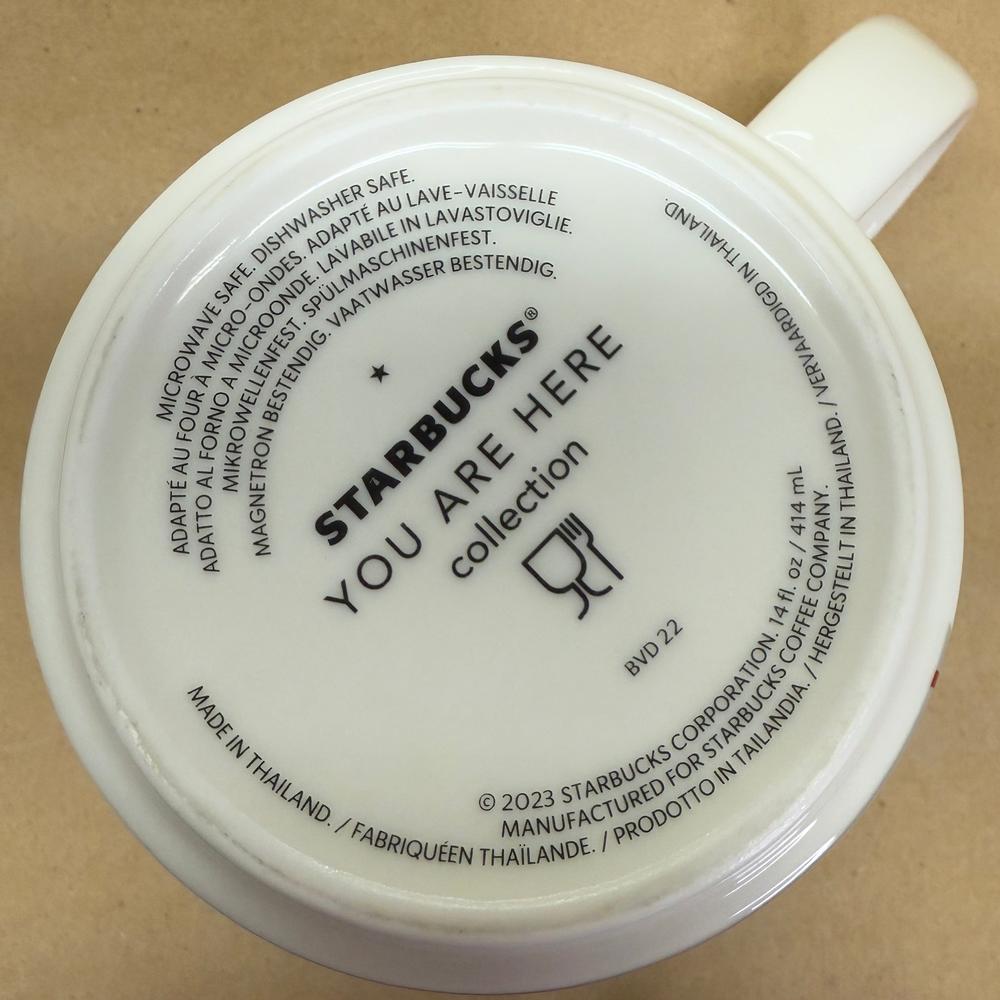 MICROWAVE SAFE. DISHWASHER SAFE.
ADAPTÉ AU FOUR À MICRO-ONDES. ADAPTÉ AU LAVE-VAISSELLE
ADATTO AL FORNO A MICROONDE. LAVABILE IN LAVASTOVIGLIE.
MIKROWELLENFEST. SPÜLMASCHINENFEST.
MAGNETRON BESTENDIG. VAATWASSER BESTENDIG.
STARBUCKS®
YOU ARE HERE
collection
BVD 22
© 2023 STARBUCKS CORPORATION. 14 fl. oz / 414 mL
MANUFACTURED FOR STARBUCKS COFFEE COMPANY.
MADE IN THAILAND. / FABRIQUÉEN THAÏLANDE. / PRODOTTO IN TAILANDIA. / HERGESTELLT IN THAILAND. / VERVAARDIGD IN THAILAND.